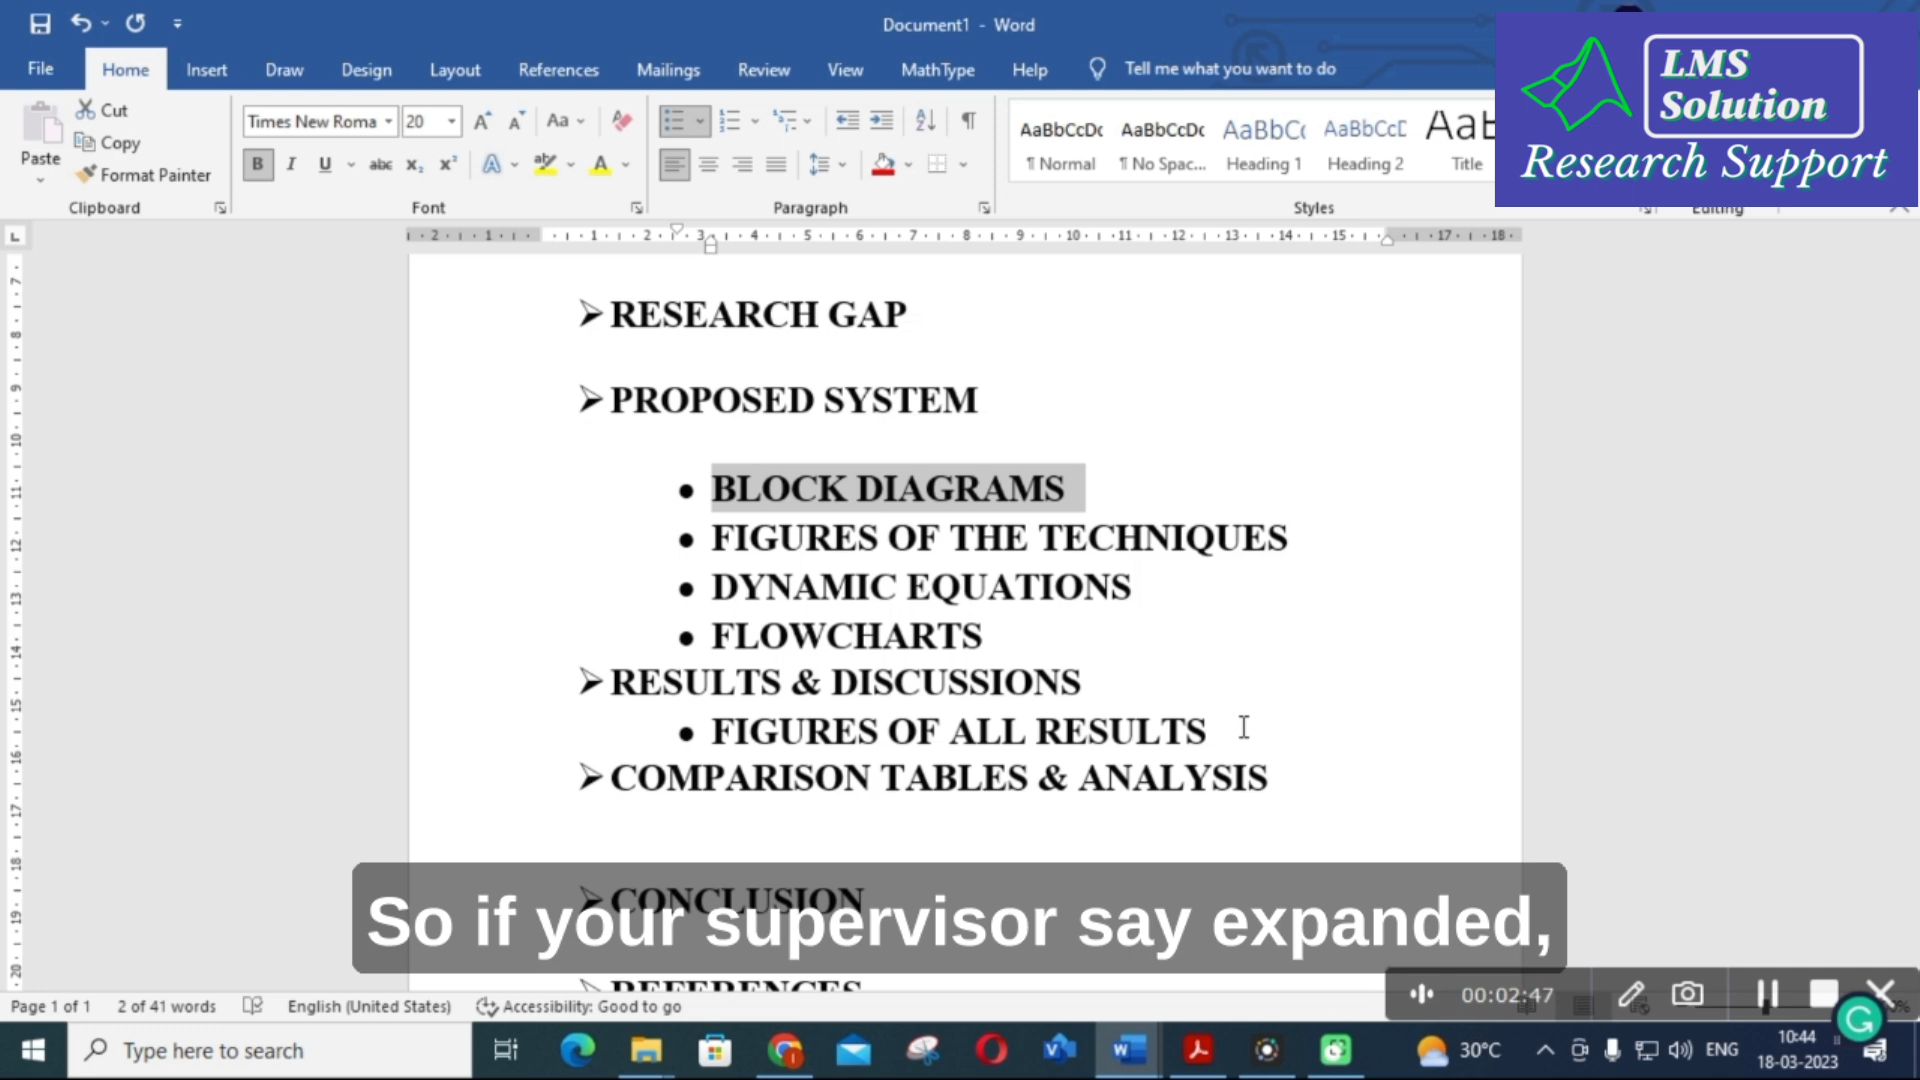 Document1 - Word
File Home Insert Draw Design Layout References Mailings Review View MathType Help Tell me what you want to do
LMS
Solution
Research Support
Paste
Cut
Copy
Format Painter
Clipboard
Times New Roma 20
Font
Paragraph
AaBbCcDc AaBbCcDc AaBbC AaBbCcD AaB
¶ Normal ¶ No Spac... Heading 1 Heading 2 Title
Styles
Editing
➢ RESEARCH GAP
➢ PROPOSED SYSTEM
• BLOCK DIAGRAMS
• FIGURES OF THE TECHNIQUES
• DYNAMIC EQUATIONS
• FLOWCHARTS
➢ RESULTS & DISCUSSIONS
• FIGURES OF ALL RESULTS
➢ COMPARISON TABLES & ANALYSIS
➢ CONCLUSION
So if your supervisor say expanded,
➢ REFERENCES
Page 1 of 1 2 of 41 words English (United States) Accessibility: Good to go
00:02:47
Type here to search
30°C ENG 10:44
18-03-2023